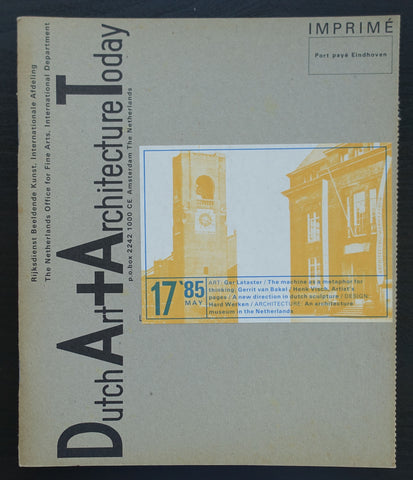 IMPRIMÉ
Port payé Eindhoven
Rijksdienst Beeldende Kunst. Internationale Afdeling
The Netherlands Office for Fine Arts. International Department
Dutch Art+Architecture Today
p.o.box 2242 1000 CE Amsterdam The Netherlands
17 '85
MAY
ART: Ger Lataster / The machine as a metaphor for
thinking: Gerrit van Bakel / Henk Visch, Artist's
pages / A new direction in dutch sculpture / DESIGN:
Hard Werken / ARCHITECTURE: An architecture
museum in the Netherlands